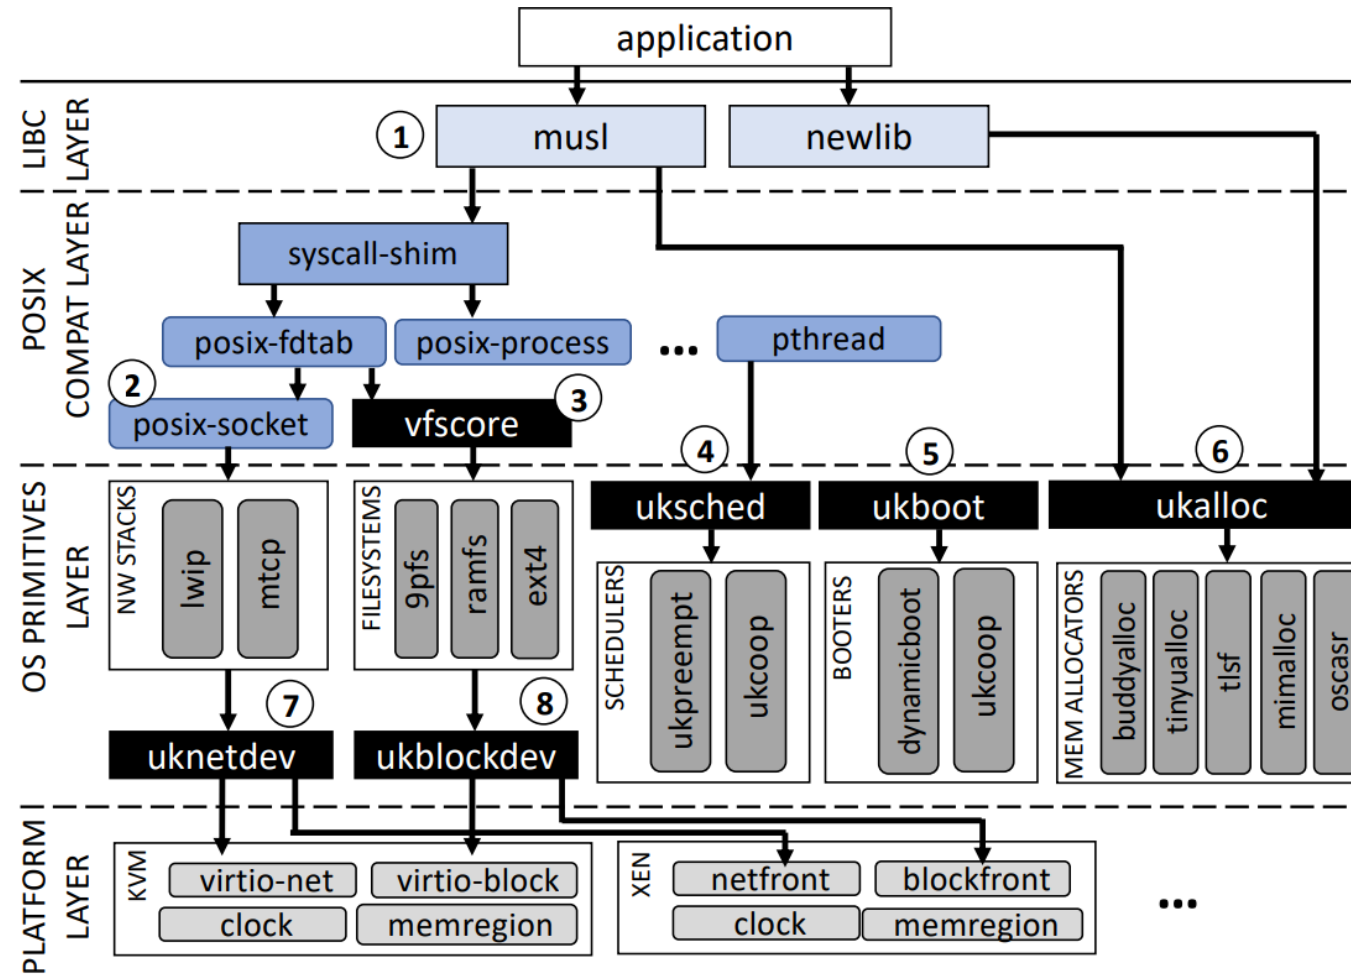 application
LIBC
LAYER
1
musl
newlib
POSIX
COMPAT LAYER
syscall-shim
posix-fdtab
posix-process
...
pthread
2
posix-socket
3
vfscore
OS PRIMITIVES
LAYER
NW STACKS
lwip
mtcp
FILESYSTEMS
9pfs
ramfs
ext4
4
uksched
SCHEDULERS
ukpreempt
ukcoop
5
ukboot
BOOTERS
dynamicboot
ukcoop
6
ukalloc
MEM ALLOCATORS
buddyalloc
tinyualloc
tlsf
mimalloc
oscasr
7
uknetdev
8
ukblockdev
PLATFORM
LAYER
KVM
virtio-net
virtio-block
clock
memregion
XEN
netfront
blockfront
clock
memregion
...